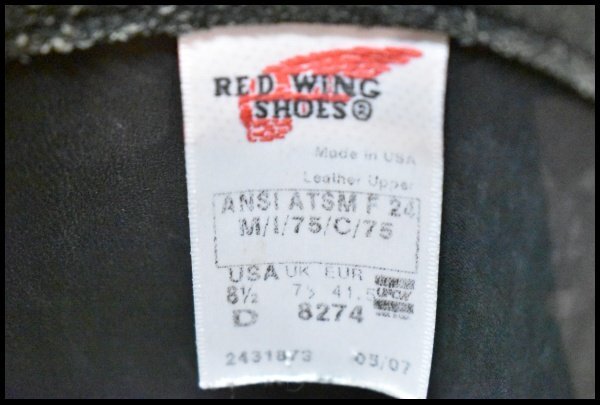 RED WING
SHOES®
Made in USA
Leather Upper
ANSI ATSM F 24
M/I/75/C/75
USA UK EUR
8½ 7½ 41.5
D 8274
2431873 05/07